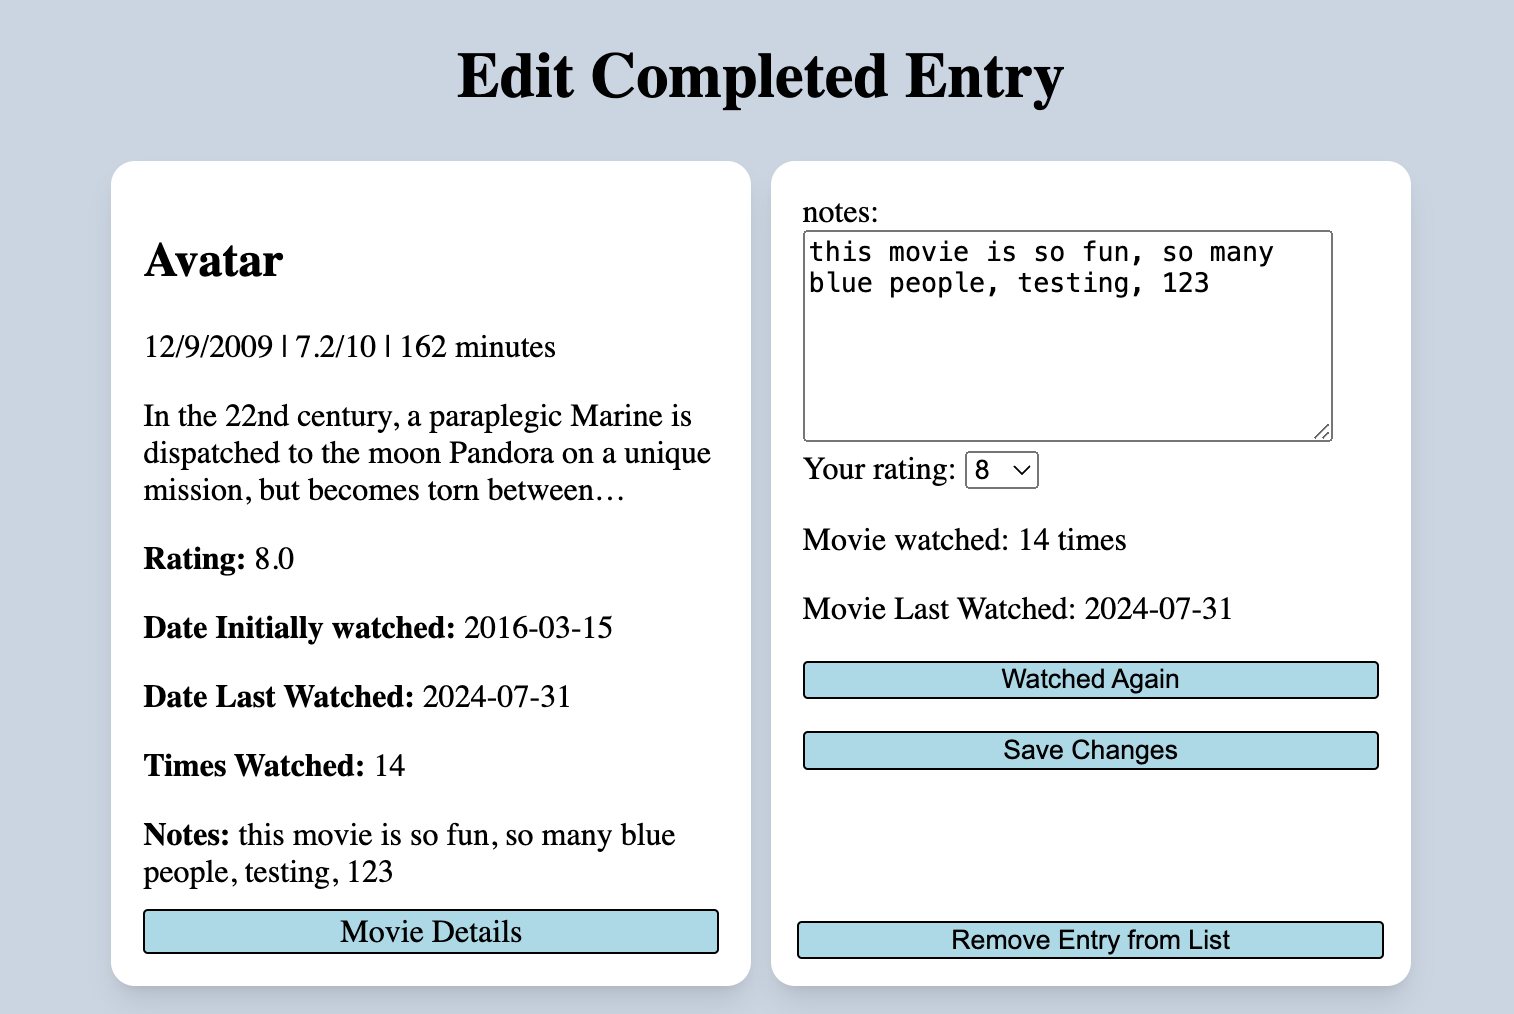 Edit Completed Entry
Avatar
12/9/2009 | 7.2/10 | 162 minutes
In the 22nd century, a paraplegic Marine is
dispatched to the moon Pandora on a unique
mission, but becomes torn between…
Rating: 8.0
Date Initially watched: 2016-03-15
Date Last Watched: 2024-07-31
Times Watched: 14
Notes: this movie is so fun, so many blue
people, testing, 123
Movie Details
notes:
this movie is so fun, so many
blue people, testing, 123
Your rating: 8
Movie watched: 14 times
Movie Last Watched: 2024-07-31
Watched Again
Save Changes
Remove Entry from List